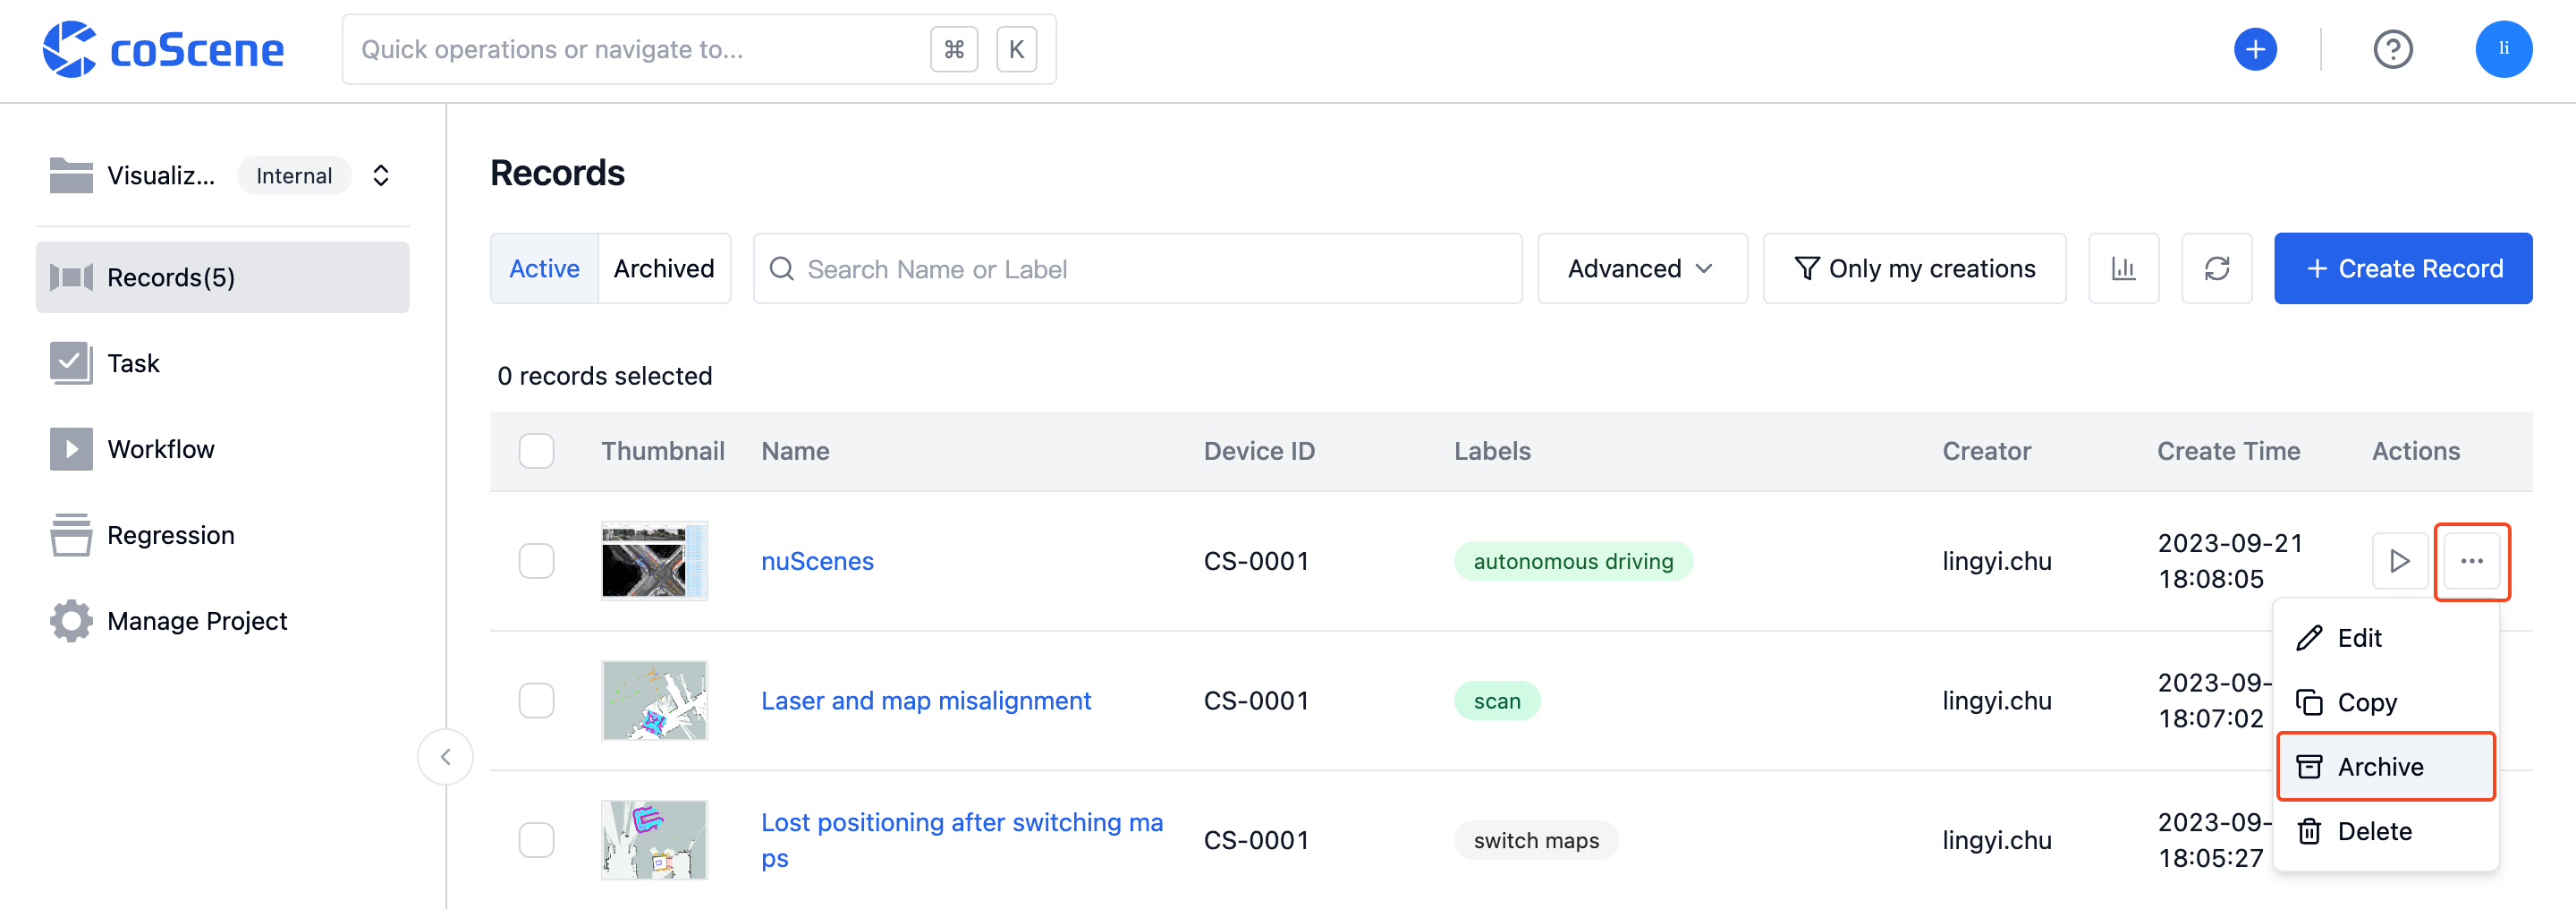 coScene
Quick operations or navigate to...
⌘ K
li
Visualiz...
Internal
Records
Active
Archived
Search Name or Label
Advanced
Only my creations
Create Record
Records(5)
Task
Workflow
Regression
Manage Project
0 records selected
Thumbnail
Name
Device ID
Labels
Creator
Create Time
Actions
nuScenes
CS-0001
autonomous driving
lingyi.chu
2023-09-21
18:08:05
Laser and map misalignment
CS-0001
scan
lingyi.chu
2023-09-
18:07:02
Lost positioning after switching ma
ps
CS-0001
switch maps
lingyi.chu
2023-09-
18:05:27
Edit
Copy
Archive
Delete